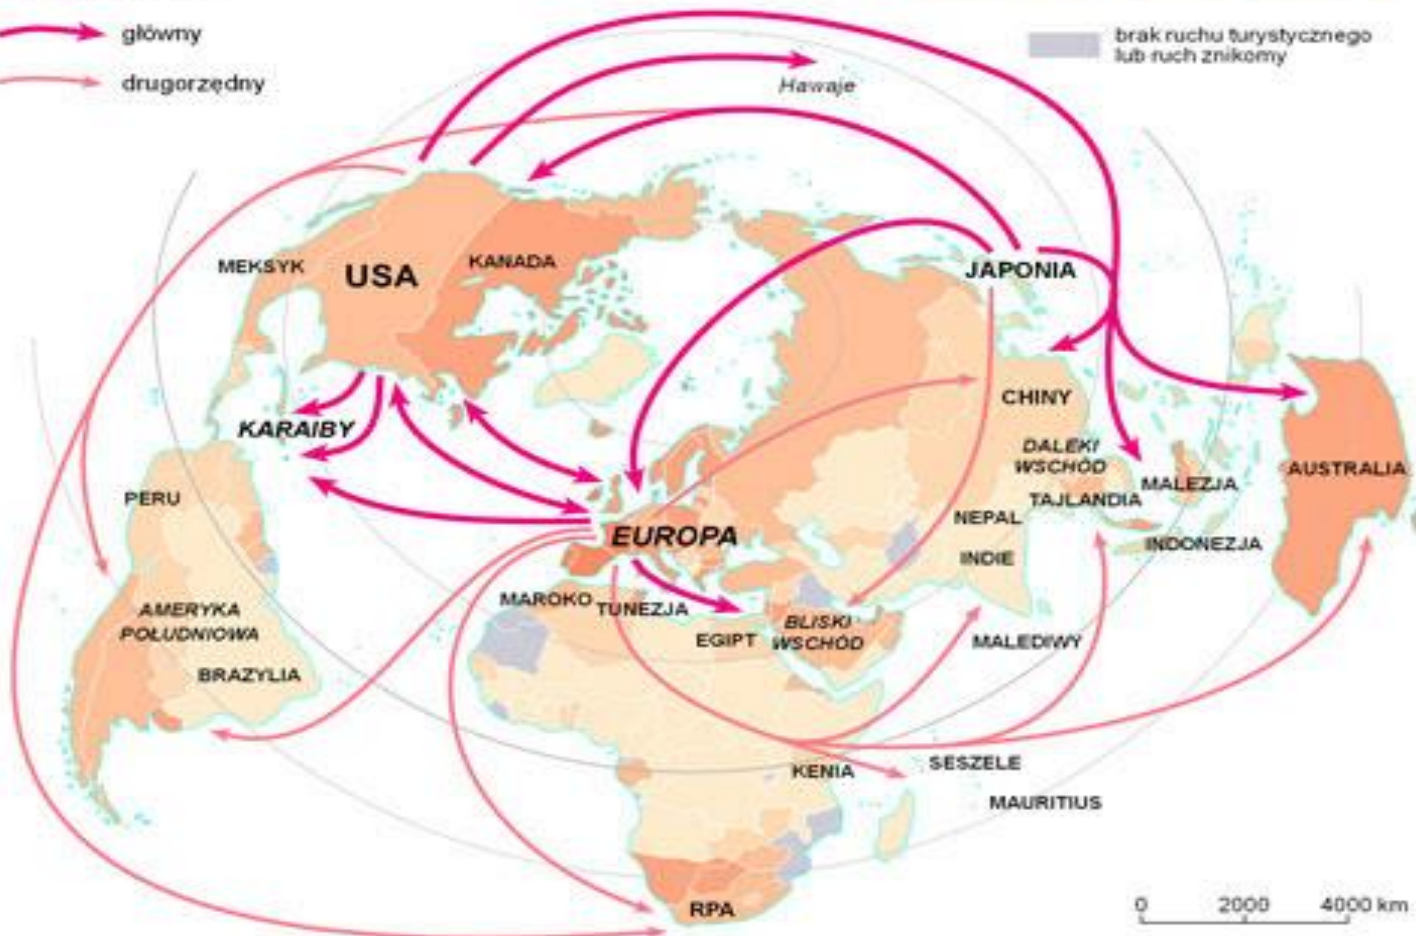 główny
drugorzędny
brak ruchu turystycznego
lub ruch znikomy
Hawaje
MEKSYK
USA
KANADA
JAPONIA
KARAIBY
CHINY
DALEKI
WSCHÓD
PERU
TAJLANDIA
MALEZJA
AUSTRALIA
NEPAL
EUROPA
INDIE
INDONEZJA
MAROKO
TUNEZJA
AMERYKA
POŁUDNIOWA
EGIPT
BLISKI
WSCHÓD
MALEDIWY
BRAZYLIA
KENIA
SESZELE
MAURITIUS
RPA
0 2000 4000 km